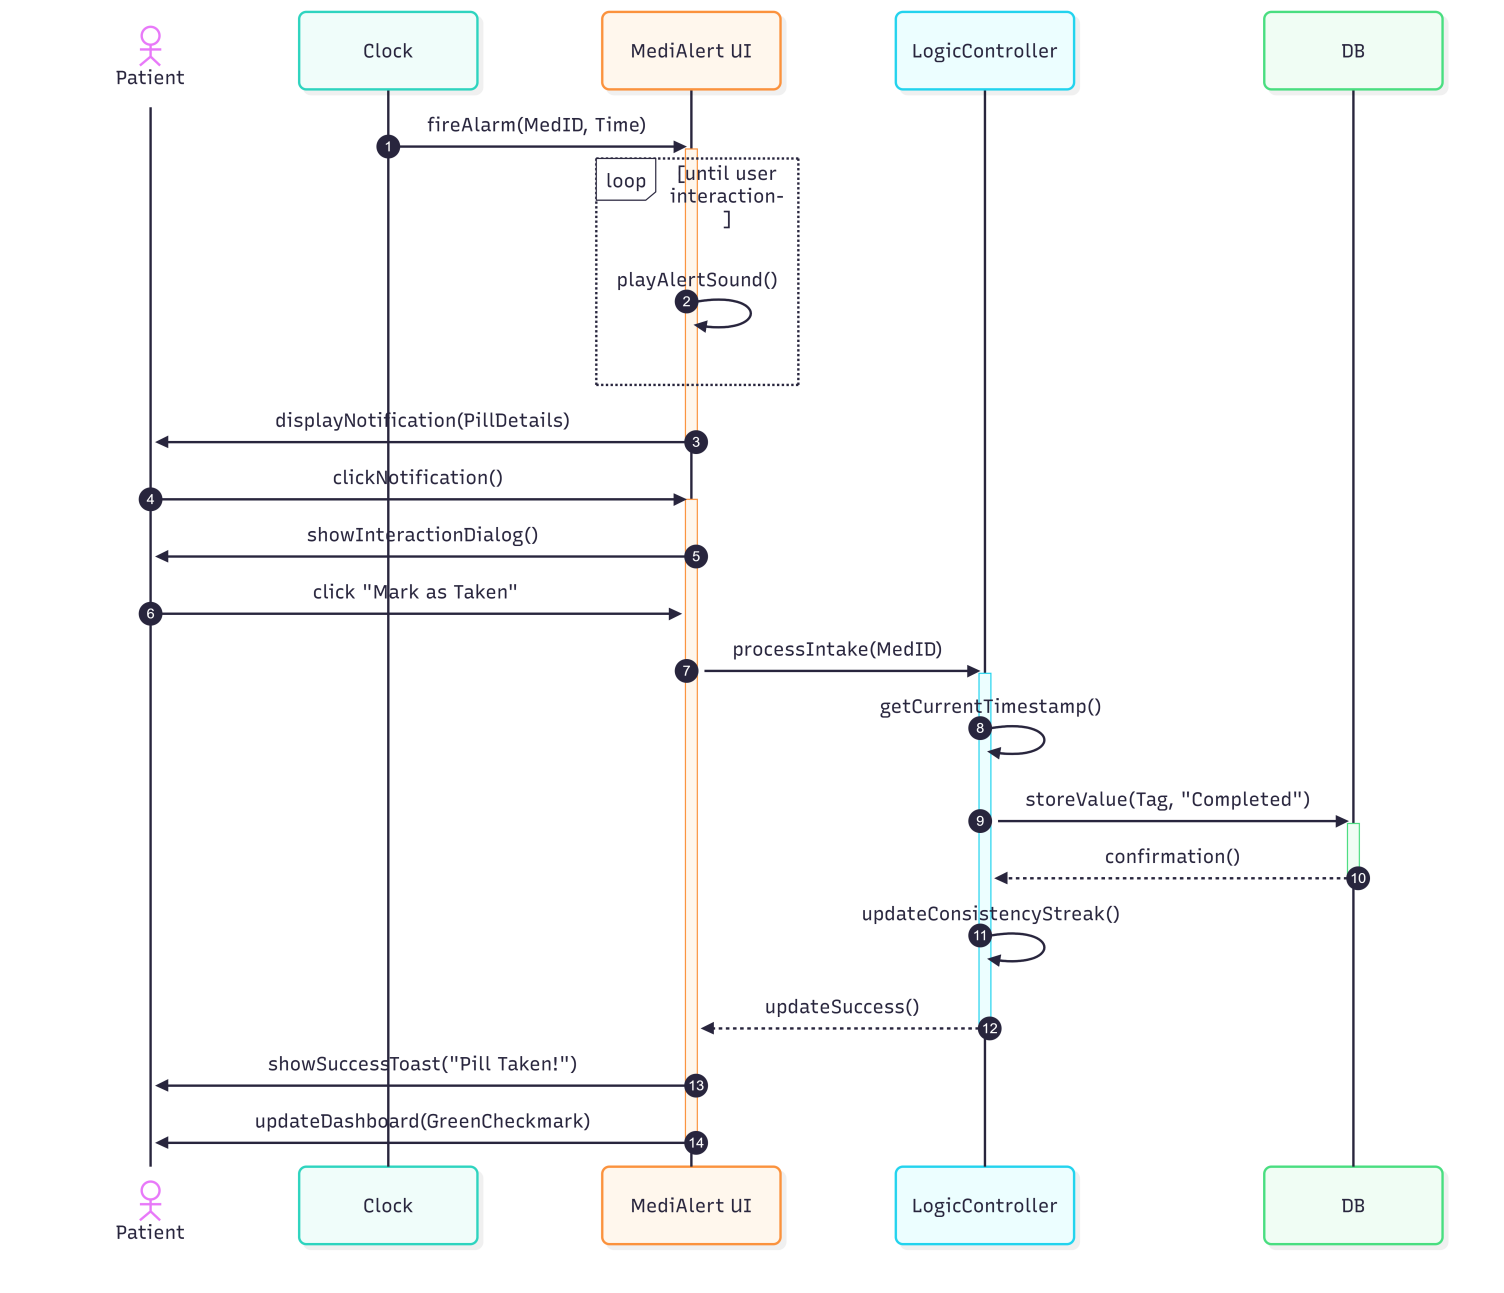 Patient
Clock
MediAlert UI
LogicController
DB
fireAlarm(MedID, Time)
1
loop
[until user
interaction-
]
playAlertSound()
2
displayNotification(PillDetails)
3
clickNotification()
4
showInteractionDialog()
5
click "Mark as Taken"
6
processIntake(MedID)
7
getCurrentTimestamp()
8
storeValue(Tag, "Completed")
9
confirmation()
10
updateConsistencyStreak()
11
updateSuccess()
12
showSuccessToast("Pill Taken!")
13
updateDashboard(GreenCheckmark)
14
Patient
Clock
MediAlert UI
LogicController
DB